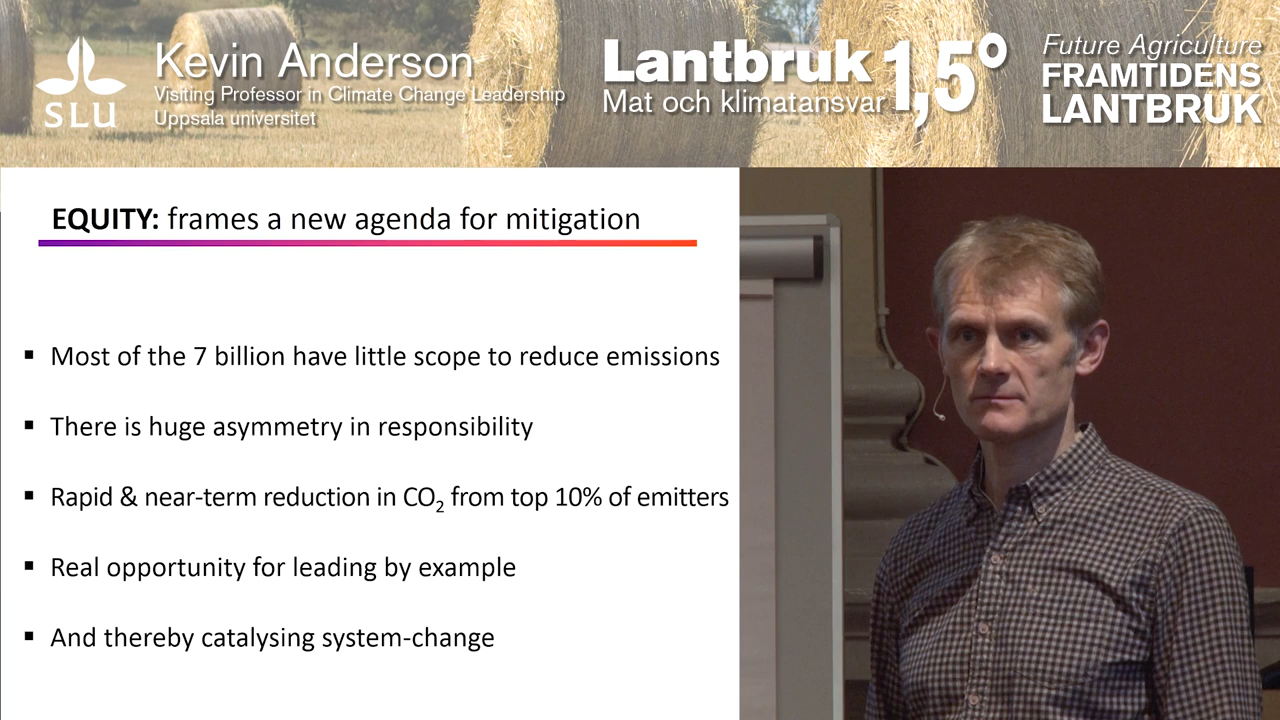 SLU
Kevin Anderson
Visiting Professor in Climate Change Leadership
Uppsala universitet
Lantbruk 1,5°
Mat och klimatansvar
Future Agriculture
FRAMTIDENS
LANTBRUK
EQUITY: frames a new agenda for mitigation
▪ Most of the 7 billion have little scope to reduce emissions
▪ There is huge asymmetry in responsibility
▪ Rapid & near-term reduction in CO₂ from top 10% of emitters
▪ Real opportunity for leading by example
▪ And thereby catalysing system-change